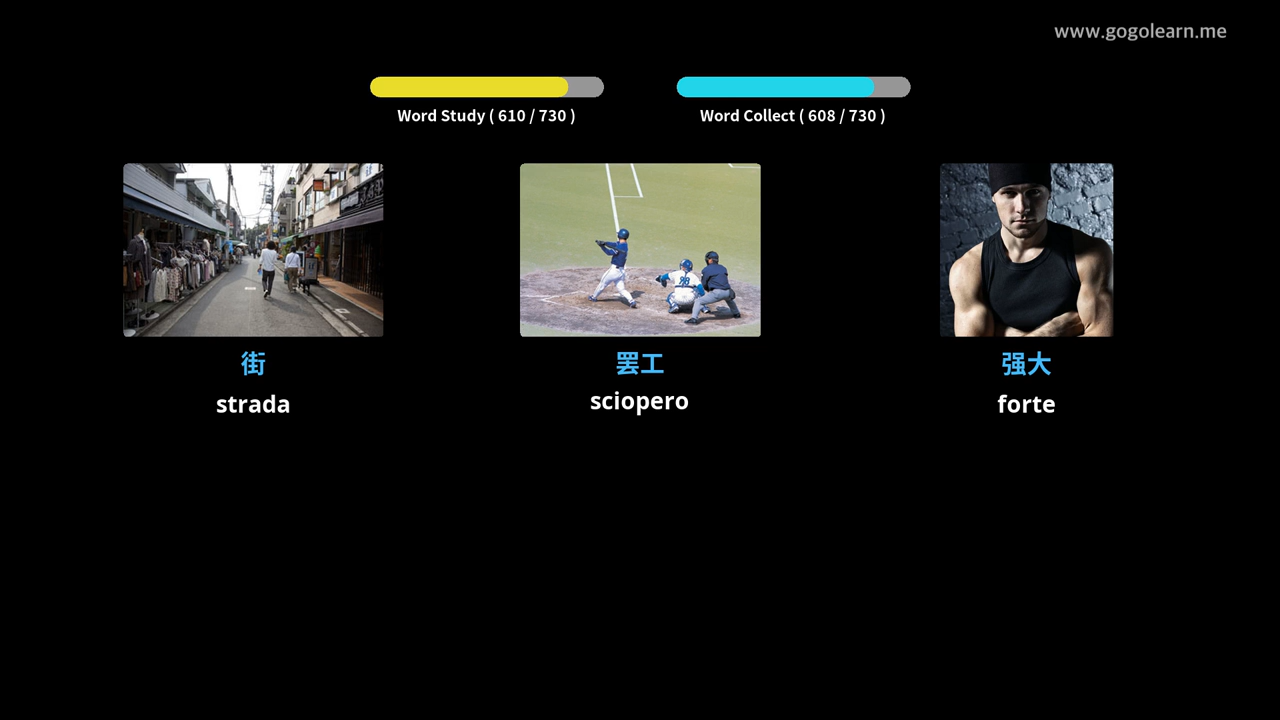 www.gogolearn.me
Word Study ( 610 / 730 )
Word Collect ( 608 / 730 )
街
罢工
强大
strada
sciopero
forte
28